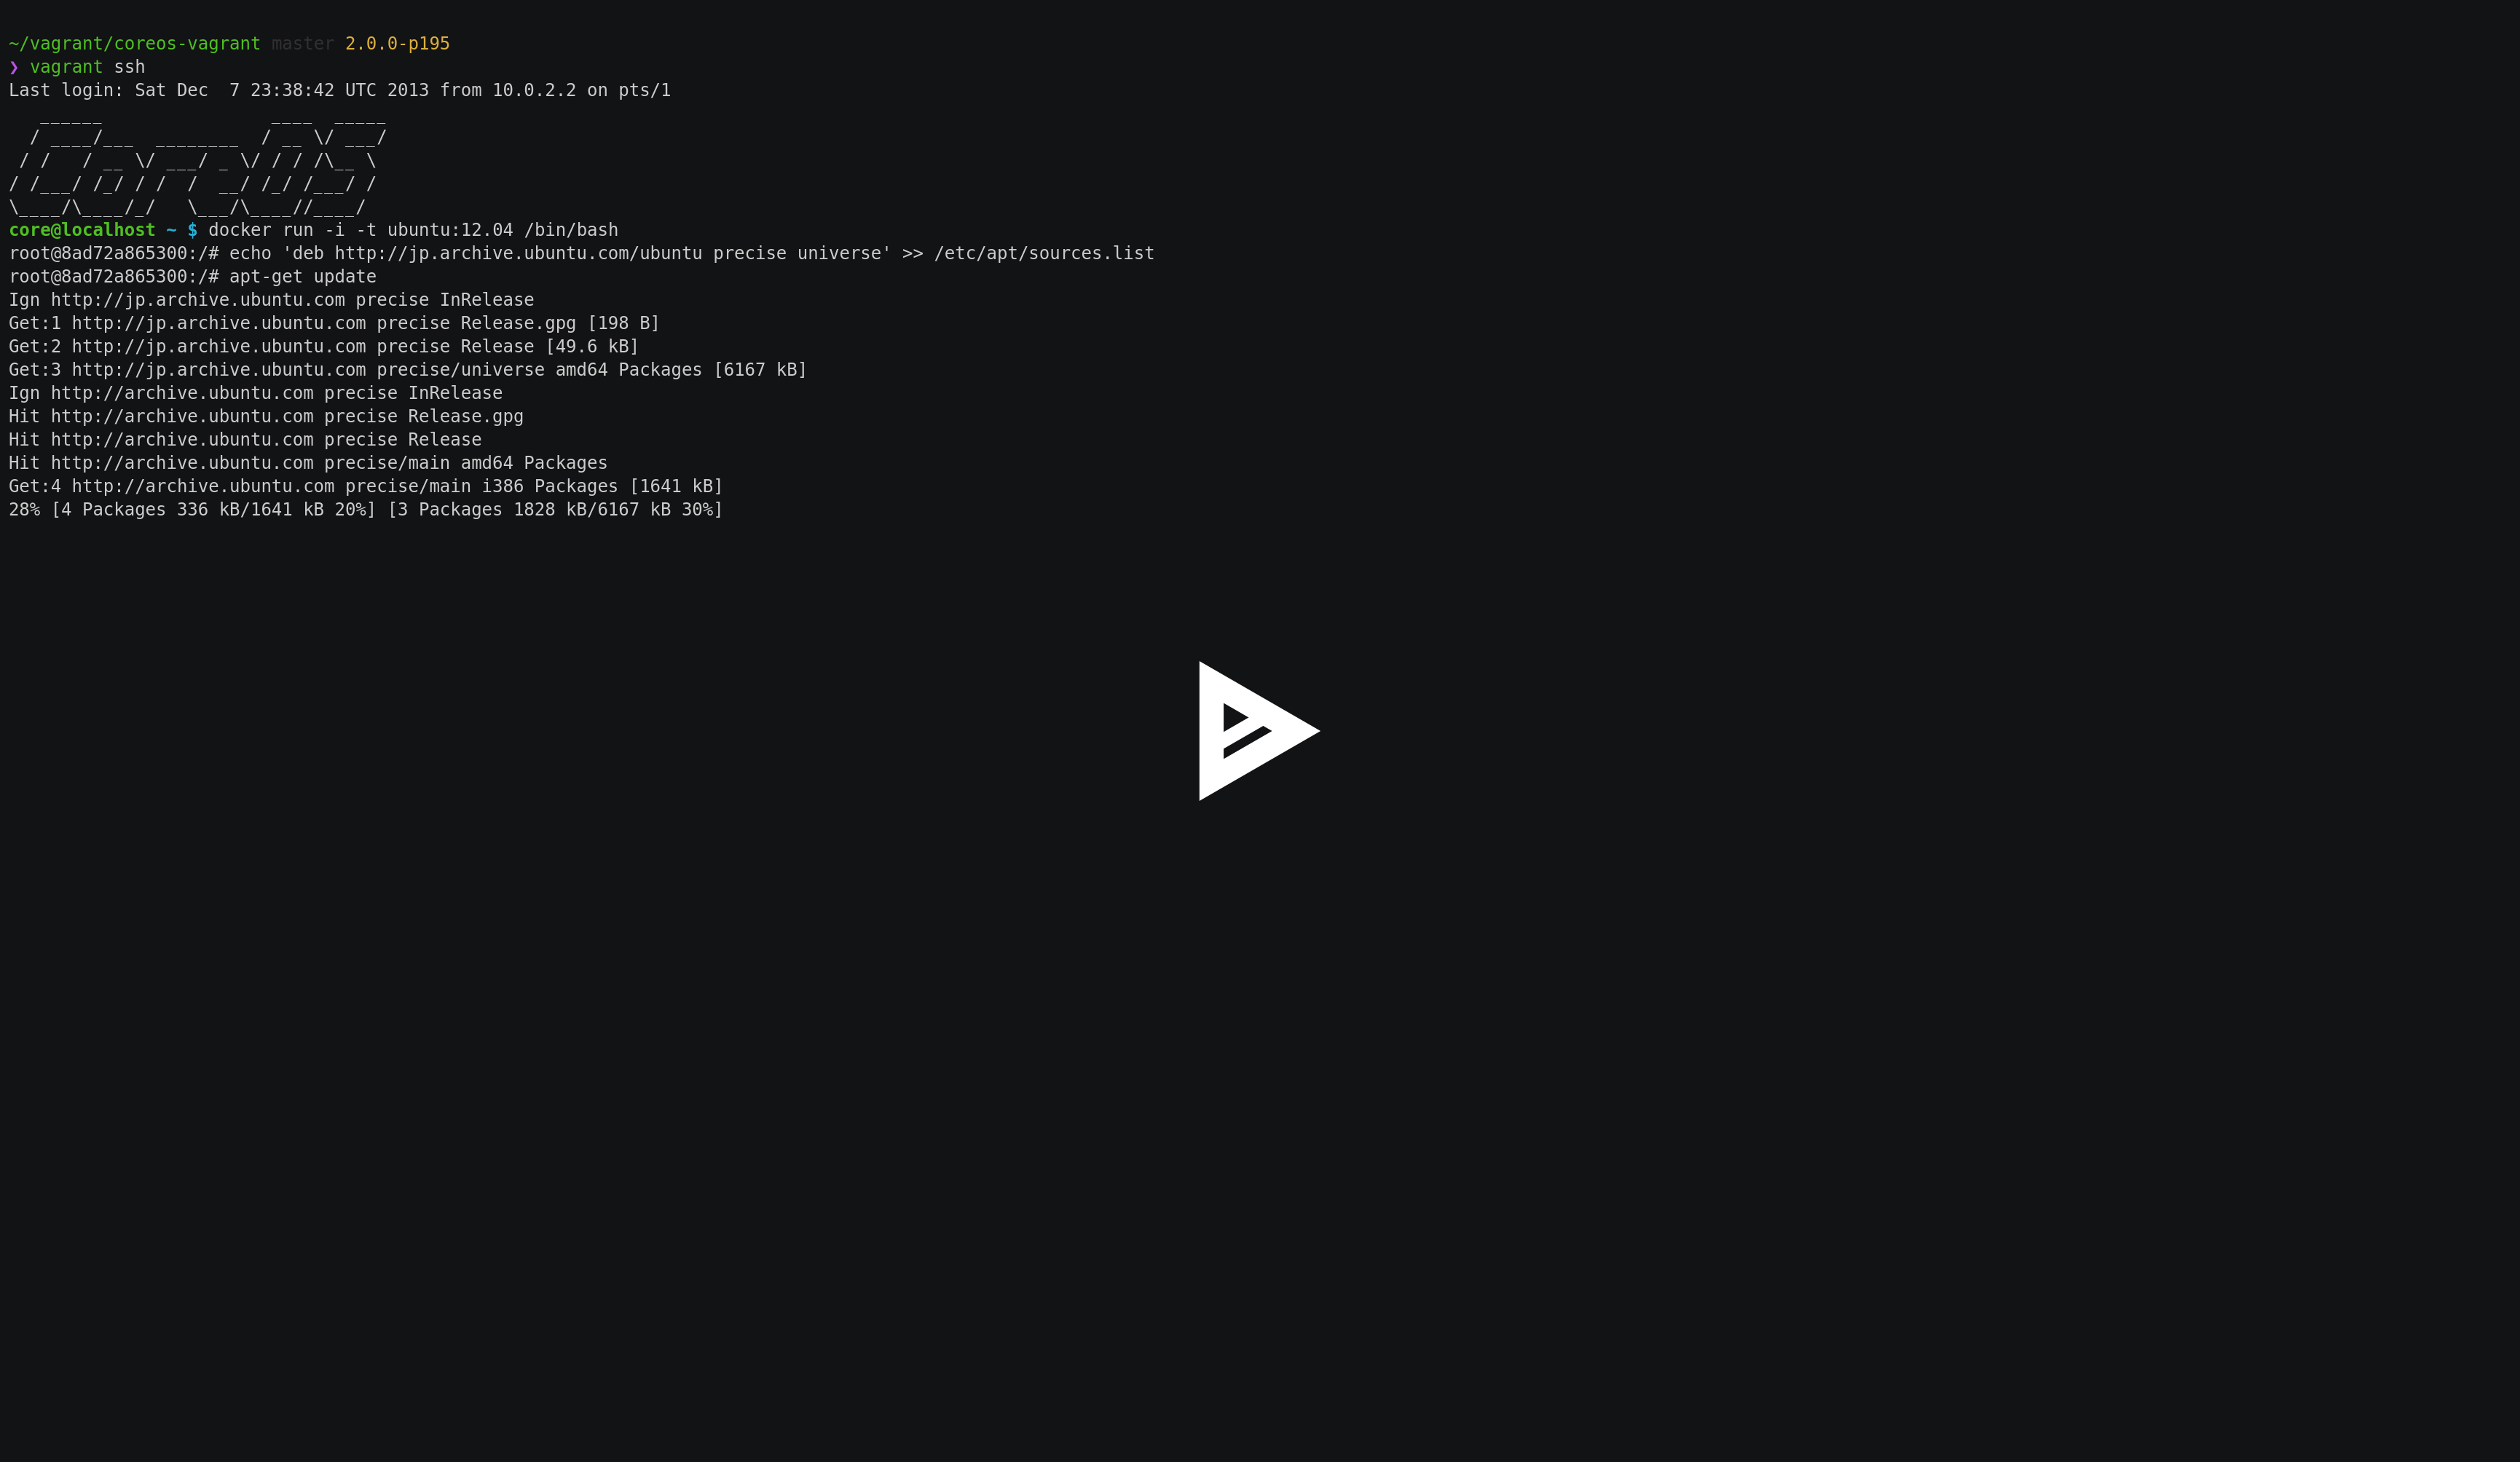 ~/vagrant/coreos-vagrant master 2.0.0-p195
❯ vagrant ssh
Last login: Sat Dec  7 23:38:42 UTC 2013 from 10.0.2.2 on pts/1
   ______                ____  _____
  / ____/___  ________  / __ \/ ___/
 / /   / __ \/ ___/ _ \/ / / /\__ \
/ /___/ /_/ / /  /  __/ /_/ /___/ /
\____/\____/_/   \___/\____//____/
core@localhost ~ $ docker run -i -t ubuntu:12.04 /bin/bash
root@8ad72a865300:/# echo 'deb http://jp.archive.ubuntu.com/ubuntu precise universe' >> /etc/apt/sources.list
root@8ad72a865300:/# apt-get update
Ign http://jp.archive.ubuntu.com precise InRelease
Get:1 http://jp.archive.ubuntu.com precise Release.gpg [198 B]
Get:2 http://jp.archive.ubuntu.com precise Release [49.6 kB]
Get:3 http://jp.archive.ubuntu.com precise/universe amd64 Packages [6167 kB]
Ign http://archive.ubuntu.com precise InRelease
Hit http://archive.ubuntu.com precise Release.gpg
Hit http://archive.ubuntu.com precise Release
Hit http://archive.ubuntu.com precise/main amd64 Packages
Get:4 http://archive.ubuntu.com precise/main i386 Packages [1641 kB]
28% [4 Packages 336 kB/1641 kB 20%] [3 Packages 1828 kB/6167 kB 30%]